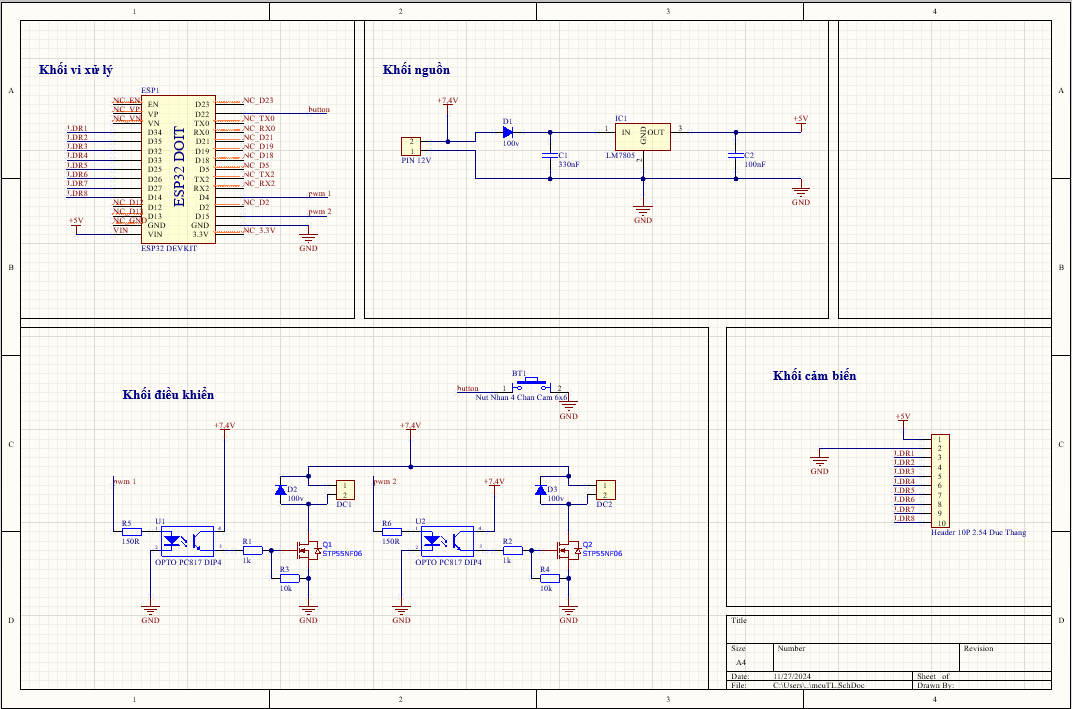 1
2
3
4
A
B
C
D
A
B
C
D
Khối vi xử lý
ESP1
NC_EN
NC_VP
NC_VN
LDR1
LDR2
LDR3
LDR4
LDR5
LDR6
LDR7
LDR8
NC_D12
NC_GND
VIN
+5V
EN
VP
VN
D34
D35
D32
D33
D25
D26
D27
D14
D12
D13
GND
VIN
ESP32 DOIT
D23
D22
TX0
RX0
D21
D19
D18
D5
TX2
RX2
D4
D2
D15
GND
3.3V
NC_D23
button
NC_TX0
NC_RX0
NC_D21
NC_D19
NC_D18
NC_D5
NC_TX2
NC_RX2
pwm 1
NC_D2
pwm 2
NC_3.3V
GND
ESP32 DEVKIT
Khối nguồn
+7.4V
2
1
PIN 12V
D1
100v
C1
330nF
IC1
1
IN
GND
OUT
3
2
LM7805
GND
C2
100nF
+5V
GND
Khối điều khiển
button
BT1
1
2
Nut Nhan 4 Chan Cam 6x6
GND
+7.4V
pwm 1
R5
150R
U1
1
2
4
3
OPTO PC817 DIP4
GND
R1
1k
R3
10k
D2
100v
1
2
DC1
Q1
STP55NF06
GND
+7.4V
pwm 2
R6
150R
U2
1
2
4
3
OPTO PC817 DIP4
GND
+7.4V
R2
1k
R4
10k
D3
100v
1
2
DC2
Q2
STP55NF06
GND
Khối cảm biến
+5V
GND
LDR1
LDR2
LDR3
LDR4
LDR5
LDR6
LDR7
LDR8
1
2
3
4
5
6
7
8
9
10
Header 10P 2.54 Duc Thang
Title
Size
Number
Revision
A4
Date:
11/27/2024
Sheet of
File:
C:\Users\..\mcuTL.SchDoc
Drawn By:
1
2
3
4